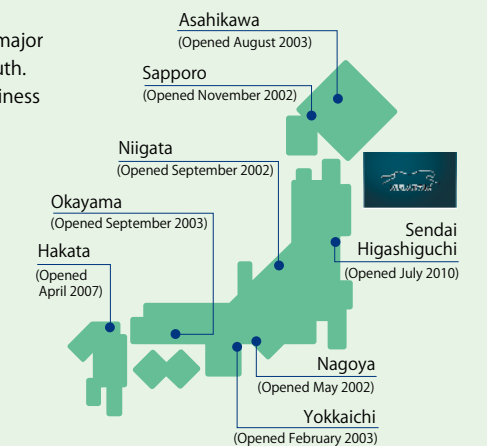 major
uth.
iness
Asahikawa
(Opened August 2003)
Sapporo
(Opened November 2002)
Niigata
(Opened September 2002)
Okayama
(Opened September 2003)
Hakata
(Opened
April 2007)
Sendai
Higashiguchi
(Opened July 2010)
Nagoya
(Opened May 2002)
Yokkaichi
(Opened February 2003)